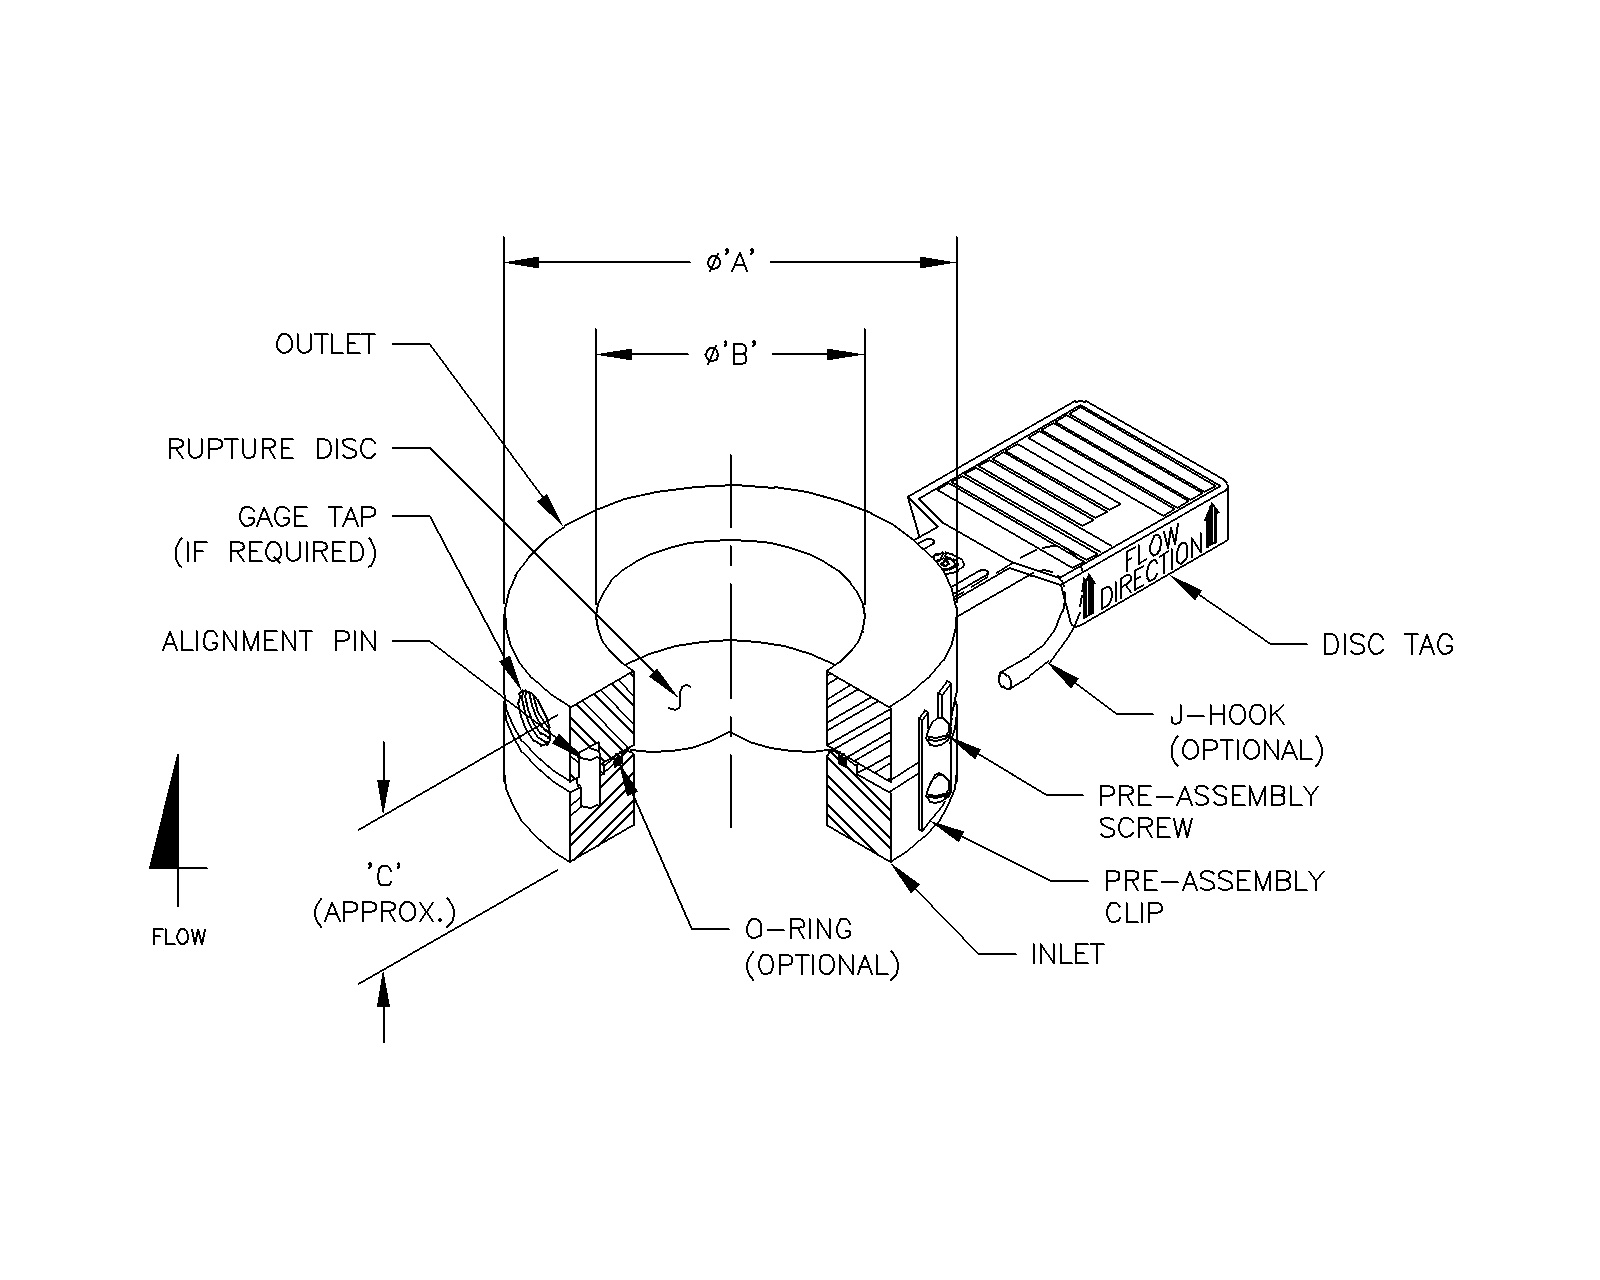 ø'A'
OUTLET
ø'B'
RUPTURE DISC
GAGE TAP
(IF REQUIRED)
FLOW
DIRECTION
ALIGNMENT PIN
DISC TAG
J-HOOK
(OPTIONAL)
PRE-ASSEMBLY
SCREW
'C'
(APPROX.)
PRE-ASSEMBLY
CLIP
FLOW
O-RING
(OPTIONAL)
INLET